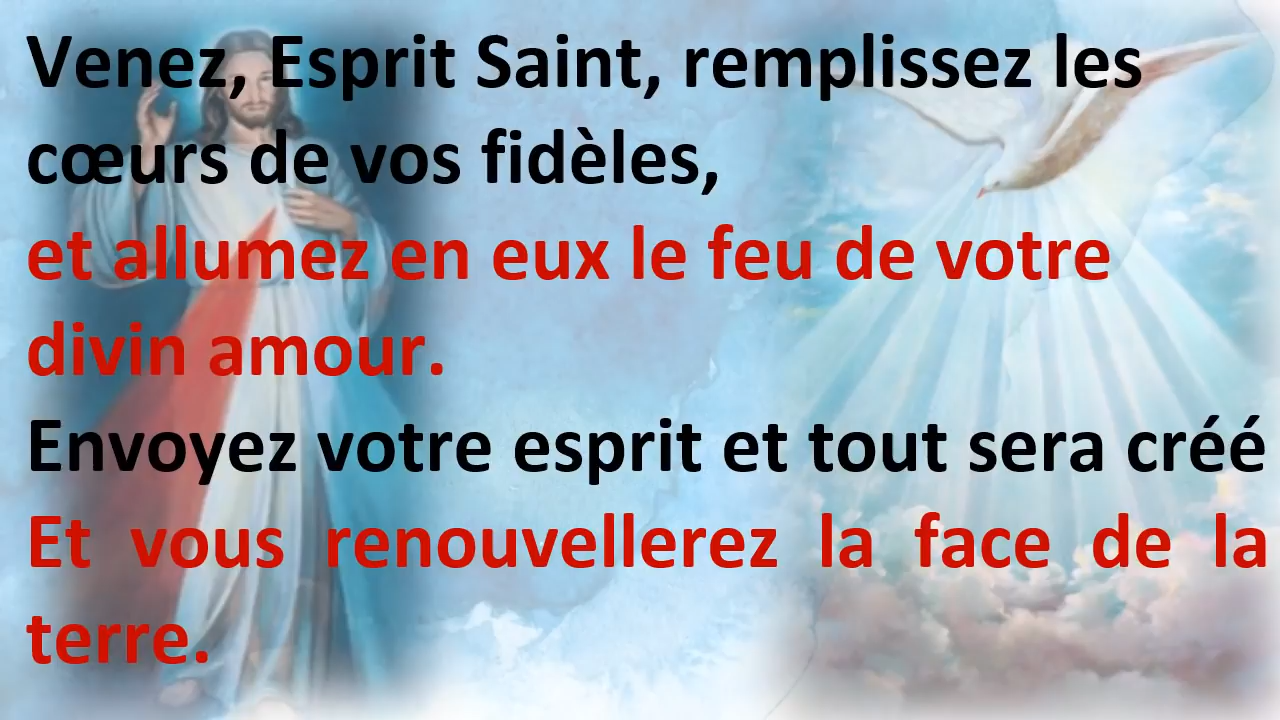 Venez, Esprit Saint, remplissez les
cœurs de vos fidèles,
et allumez en eux le feu de votre
divin amour.
Envoyez votre esprit et tout sera créé
Et vous renouvellerez la face de la
terre.